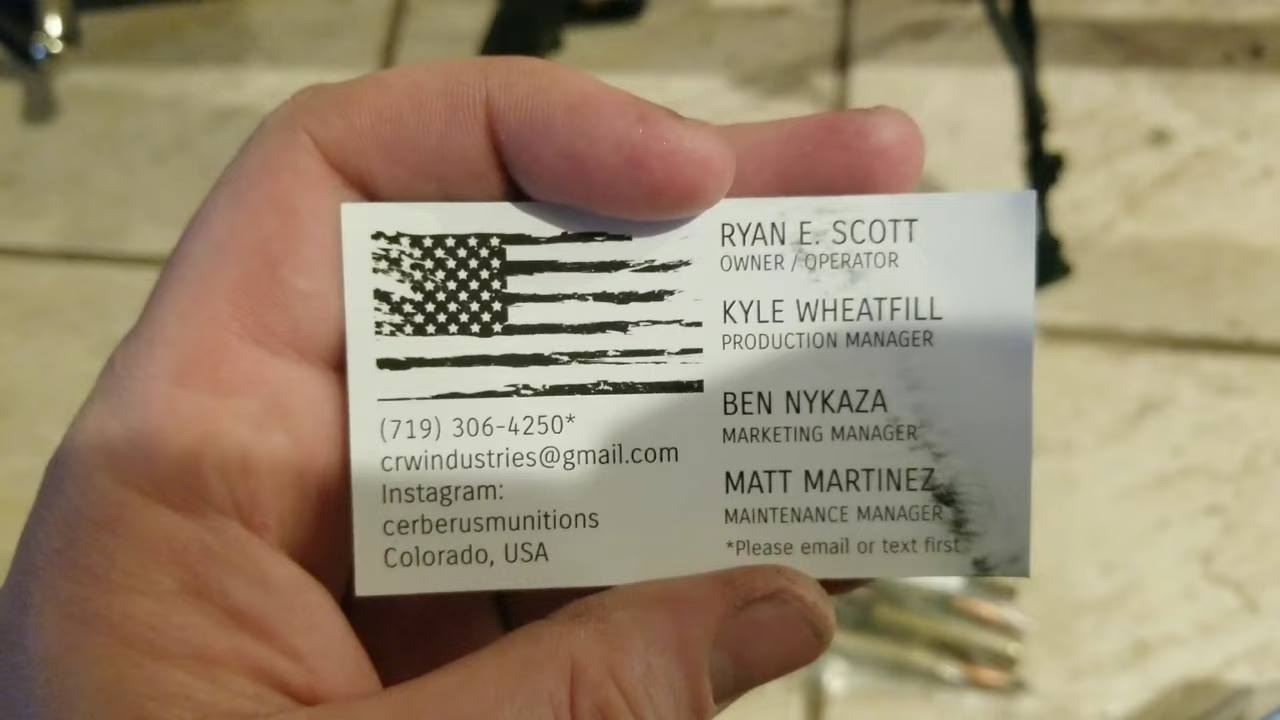 (719) 306-4250*
crwindustries@gmail.com
Instagram:
cerberusmunitions
Colorado, USA
RYAN E. SCOTT
OWNER / OPERATOR
KYLE WHEATFILL
PRODUCTION MANAGER
BEN NYKAZA
MARKETING MANAGER
MATT MARTINEZ
MAINTENANCE MANAGER
*Please email or text first